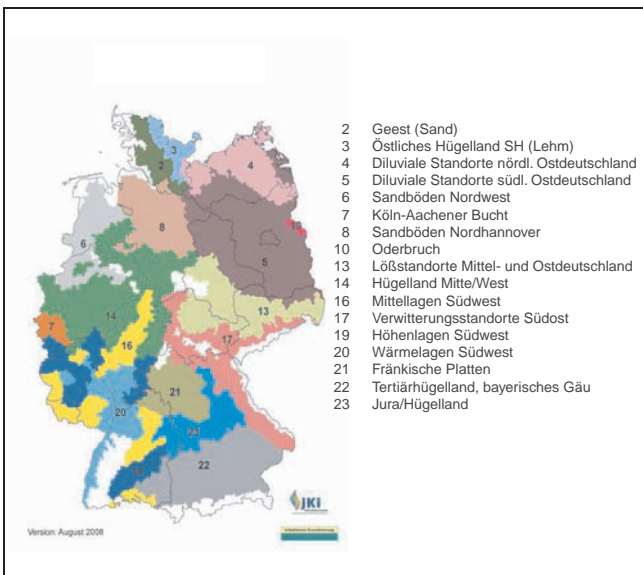 2 Geest (Sand)
3 Östliches Hügelland SH (Lehm)
4 Diluviale Standorte nördl. Ostdeutschland
5 Diluviale Standorte südl. Ostdeutschland
6 Sandböden Nordwest
7 Köln-Aachener Bucht
8 Sandböden Nordhannover
10 Oderbruch
13 Lößstandorte Mittel- und Ostdeutschland
14 Hügelland Mitte/West
16 Mittellagen Südwest
17 Verwitterungsstandorte Südost
19 Höhenlagen Südwest
20 Wärmelagen Südwest
21 Fränkische Platten
22 Tertiärhügelland, bayerisches Gäu
23 Jura/Hügelland
3
2
4
10
6
8
5
14
13
7
16
17
21
20
23
19
22
JKI
Version: August 2008